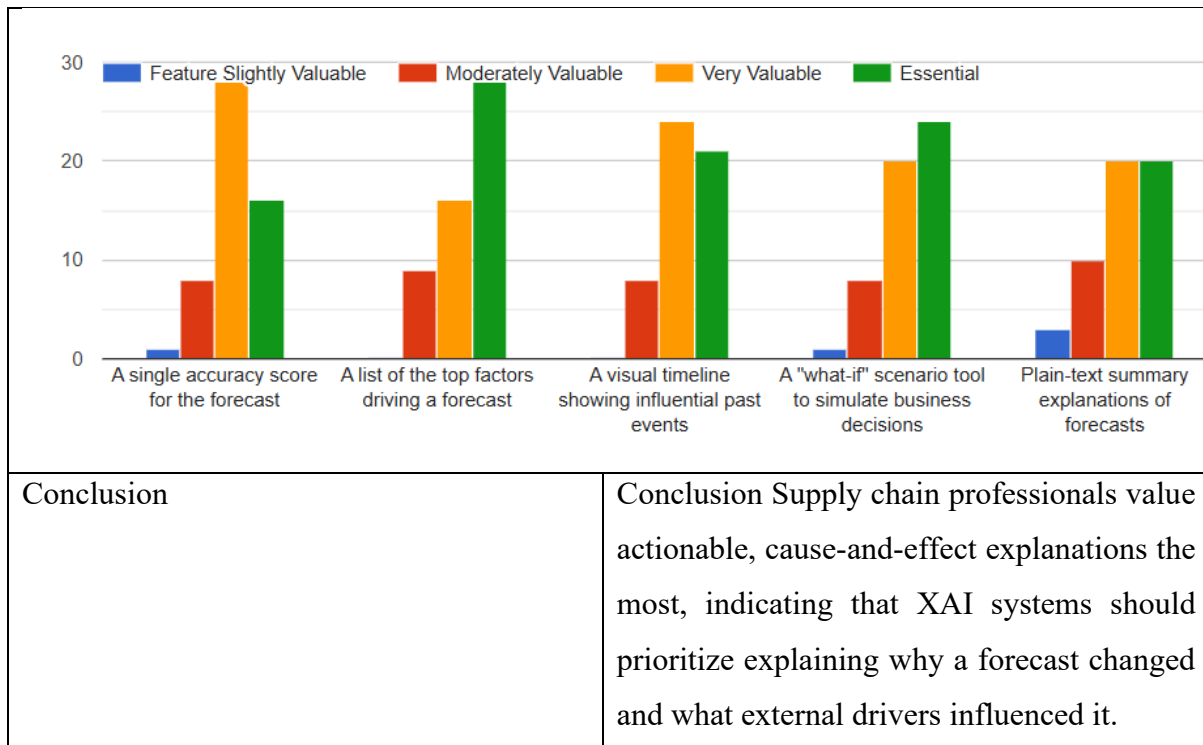 30
Feature Slightly Valuable Moderately Valuable Very Valuable Essential
20
10
0
A single accuracy score
for the forecast
A list of the top factors
driving a forecast
A visual timeline
showing influential past
events
A "what-if" scenario tool
to simulate business
decisions
Plain-text summary
explanations of
forecasts
Conclusion
Conclusion Supply chain professionals value
actionable, cause-and-effect explanations the
most, indicating that XAI systems should
prioritize explaining why a forecast changed
and what external drivers influenced it.